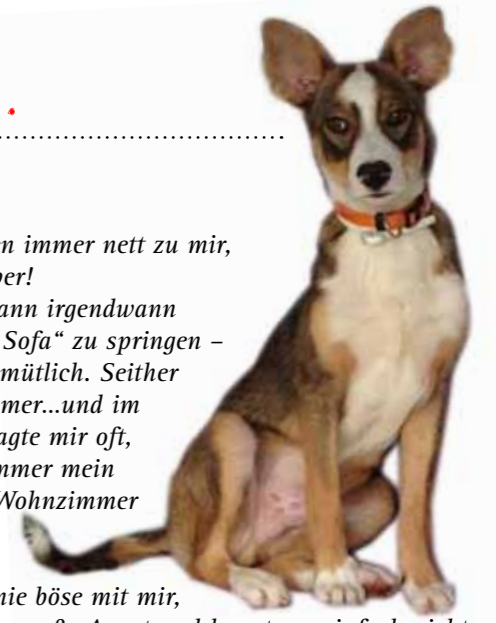 en immer nett zu mir,
ber!
ann irgendwann
Sofa“ zu springen –
mütlich. Seither
mer...und im
agte mir oft,
mmer mein
Wohnzimmer
nie böse mit mir,